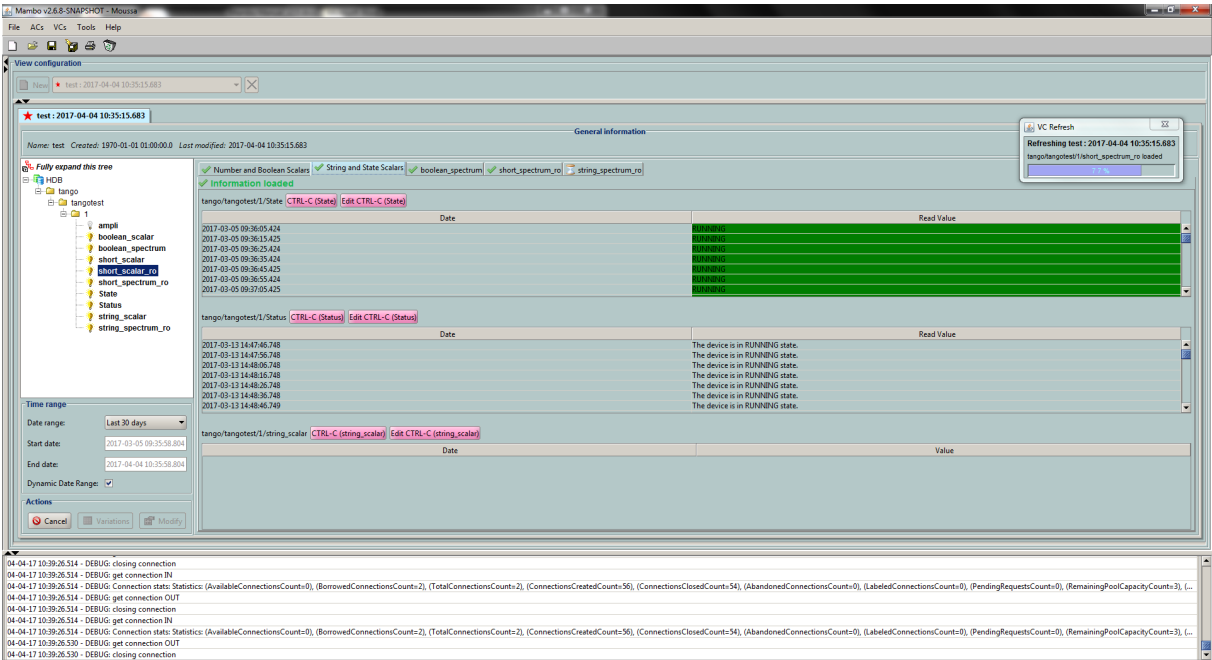 Mambo v2.6.8-SNAPSHOT - Moussa
File ACs VCs Tools Help
View configuration
New test : 2017-04-04 10:35:15.683
test : 2017-04-04 10:35:15.683
General information
Name: test Created: 1970-01-01 01:00:00.0 Last modified: 2017-04-04 10:35:15.683
VC Refresh
Refreshing test : 2017-04-04 10:35:15.683
tango/tangotest/1/short_spectrum_ro loaded
7.7 %
Fully expand this tree
HDB
tango
tangotest
1
ampli
boolean_scalar
boolean_spectrum
short_scalar
short_scalar_ro
short_spectrum_ro
State
Status
string_scalar
string_spectrum_ro
Time range
Date range: Last 30 days
Start date: 2017-03-05 09:35:58.804
End date: 2017-04-04 10:35:58.804
Dynamic Date Range:
Actions
Cancel Variations Modify
Number and Boolean Scalars String and State Scalars boolean_spectrum short_spectrum_ro string_spectrum_ro
Information loaded
tango/tangotest/1/State CTRL-C (State) Edit CTRL-C (State)
Date Read Value
2017-03-05 09:36:05.424 RUNNING
2017-03-05 09:36:15.425 RUNNING
2017-03-05 09:36:25.424 RUNNING
2017-03-05 09:36:35.424 RUNNING
2017-03-05 09:36:45.425 RUNNING
2017-03-05 09:36:55.424 RUNNING
2017-03-05 09:37:05.425 RUNNING
tango/tangotest/1/Status CTRL-C (Status) Edit CTRL-C (Status)
Date Read Value
2017-03-13 14:47:46.748 The device is in RUNNING state.
2017-03-13 14:47:56.748 The device is in RUNNING state.
2017-03-13 14:48:06.748 The device is in RUNNING state.
2017-03-13 14:48:16.748 The device is in RUNNING state.
2017-03-13 14:48:26.748 The device is in RUNNING state.
2017-03-13 14:48:36.748 The device is in RUNNING state.
2017-03-13 14:48:46.749 The device is in RUNNING state.
tango/tangotest/1/string_scalar CTRL-C (string_scalar) Edit CTRL-C (string_scalar)
Date Value
04-04-17 10:39:26.514 - DEBUG: closing connection
04-04-17 10:39:26.514 - DEBUG: get connection IN
04-04-17 10:39:26.514 - DEBUG: Connection stats: Statistics: (AvailableConnectionsCount=0), (BorrowedConnectionsCount=2), (TotalConnectionsCount=2), (ConnectionsCreatedCount=56), (ConnectionsClosedCount=54), (AbandonedConnectionsCount=0), (LabeledConnectionsCount=0), (PendingRequestsCount=0), (RemainingPoolCapacityCount=3), (...
04-04-17 10:39:26.514 - DEBUG: get connection OUT
04-04-17 10:39:26.514 - DEBUG: closing connection
04-04-17 10:39:26.514 - DEBUG: get connection IN
04-04-17 10:39:26.530 - DEBUG: Connection stats: Statistics: (AvailableConnectionsCount=0), (BorrowedConnectionsCount=2), (TotalConnectionsCount=2), (ConnectionsCreatedCount=56), (ConnectionsClosedCount=54), (AbandonedConnectionsCount=0), (LabeledConnectionsCount=0), (PendingRequestsCount=0), (RemainingPoolCapacityCount=3), (...
04-04-17 10:39:26.530 - DEBUG: get connection OUT
04-04-17 10:39:26.530 - DEBUG: closing connection